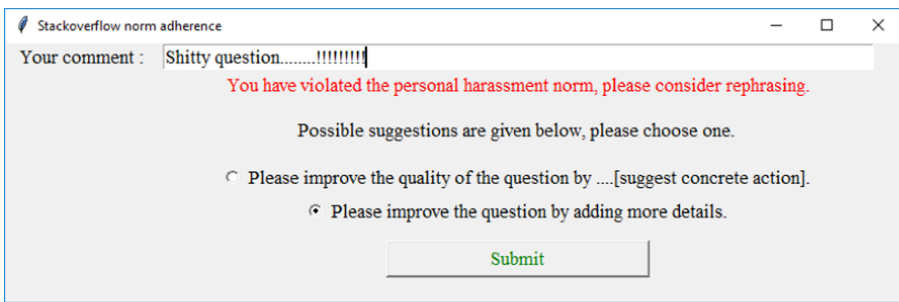 Stackoverflow norm adherence
Your comment : Shitty question........!!!!!!!!!
You have violated the personal harassment norm, please consider rephrasing.
Possible suggestions are given below, please choose one.
Please improve the quality of the question by ....[suggest concrete action].
Please improve the question by adding more details.
Submit